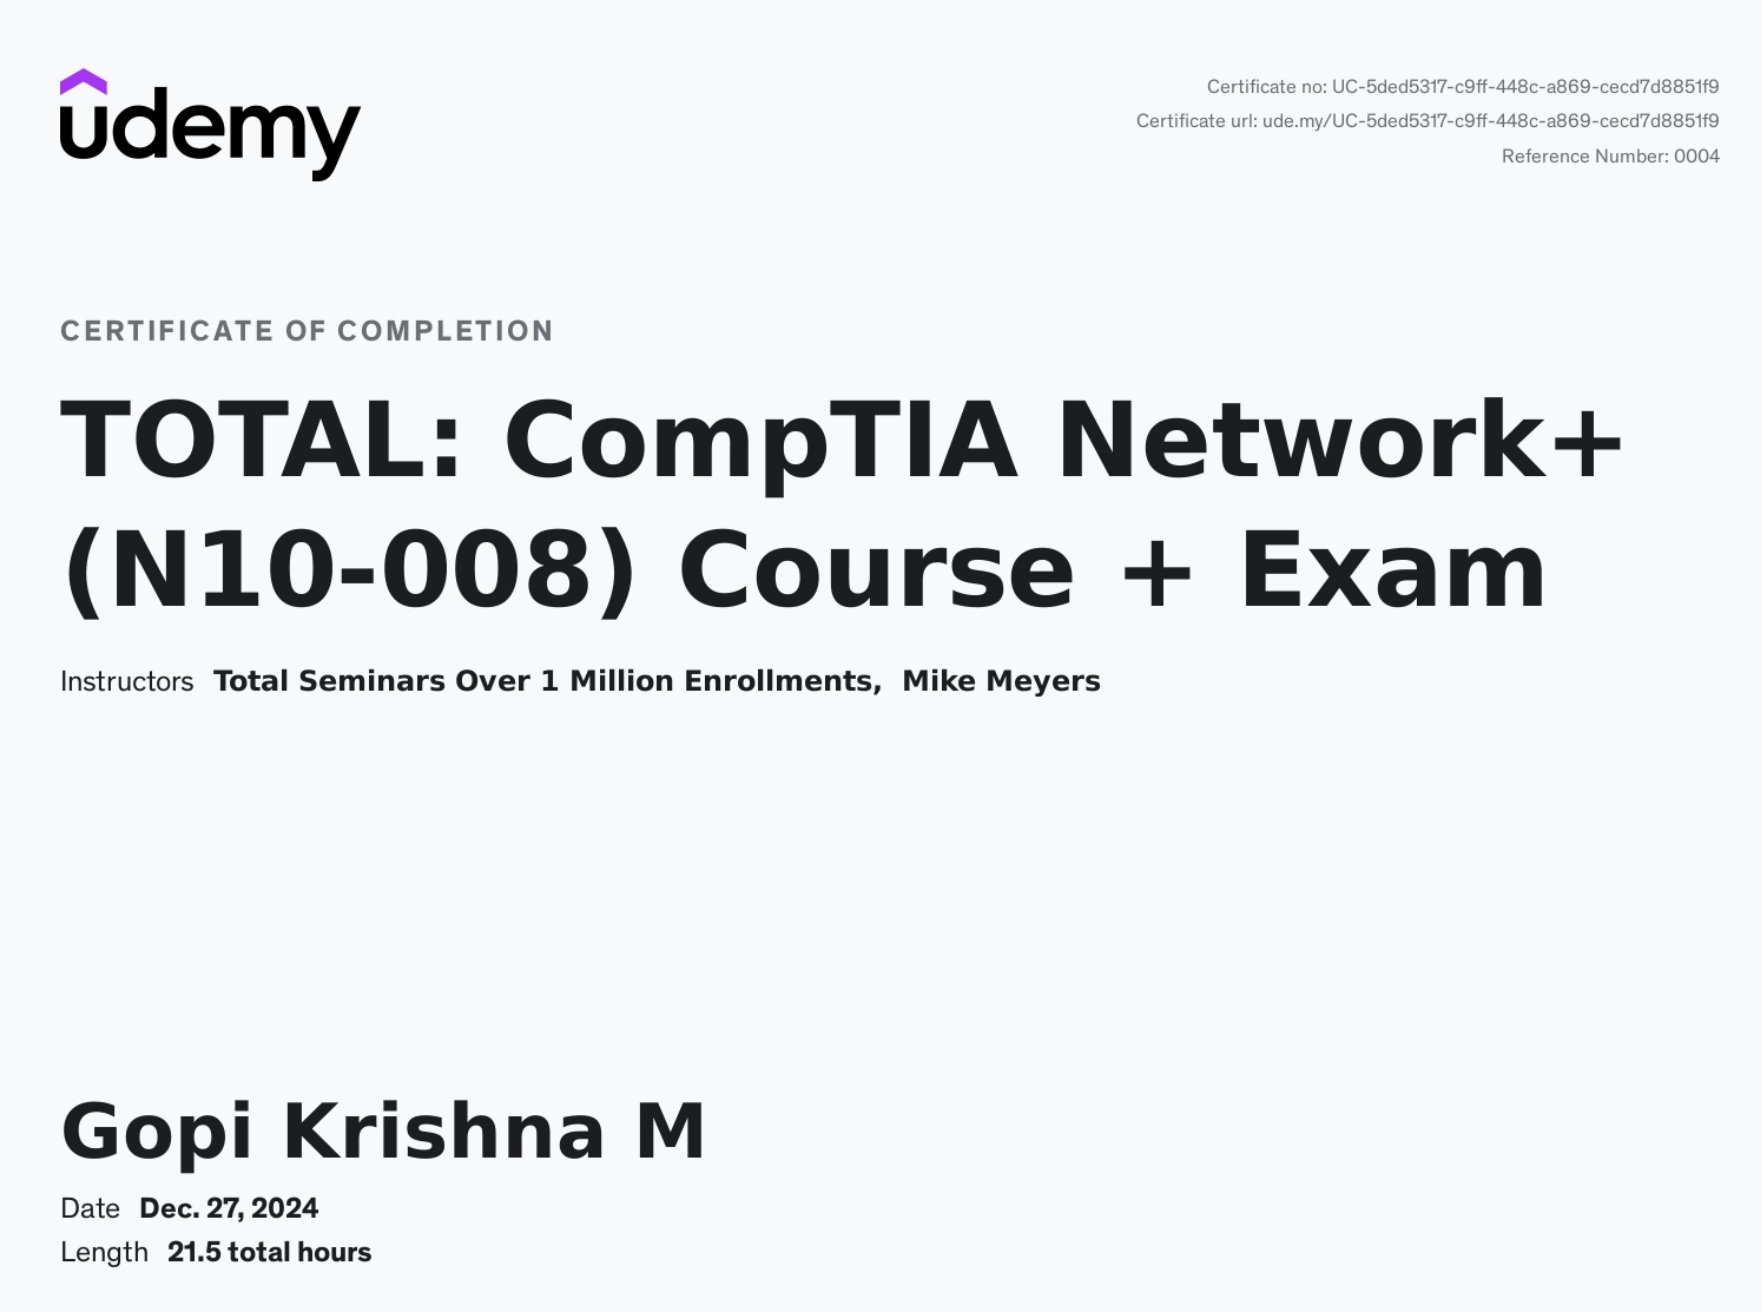 udemy
Certificate no: UC-5ded5317-c9ff-448c-a869-cecd7d8851f9
Certificate url: ude.my/UC-5ded5317-c9ff-448c-a869-cecd7d8851f9
Reference Number: 0004
CERTIFICATE OF COMPLETION
TOTAL: CompTIA Network+
(N10-008) Course + Exam
Instructors Total Seminars Over 1 Million Enrollments, Mike Meyers
Gopi Krishna M
Date Dec. 27, 2024
Length 21.5 total hours